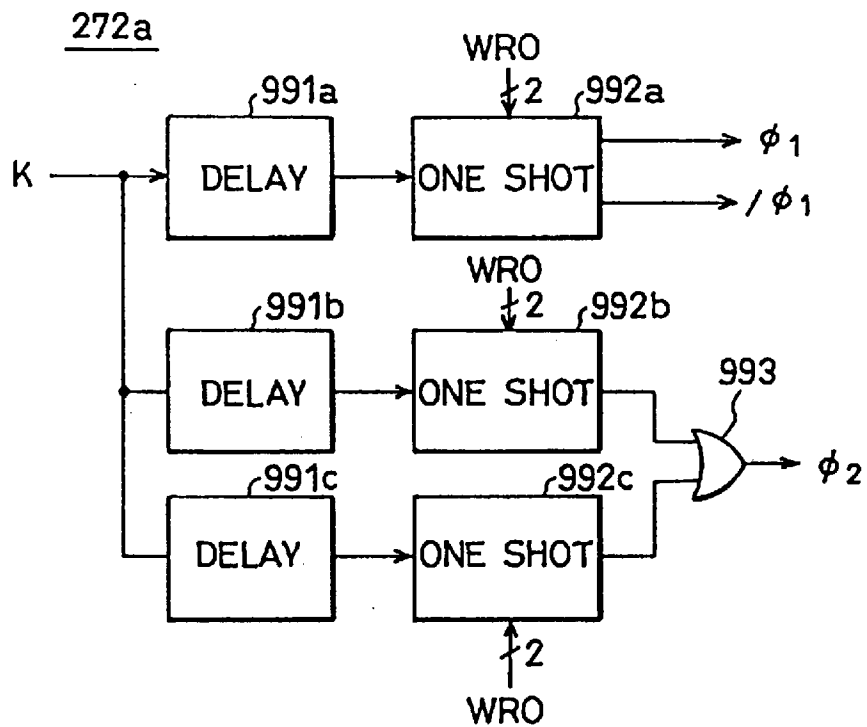 272a
WRO
2
991a
992a
K
DELAY
ONE SHOT
ϕ1
/ϕ1
WRO
2
991b
992b
DELAY
ONE SHOT
993
ϕ2
991c
992c
DELAY
ONE SHOT
2
WRO